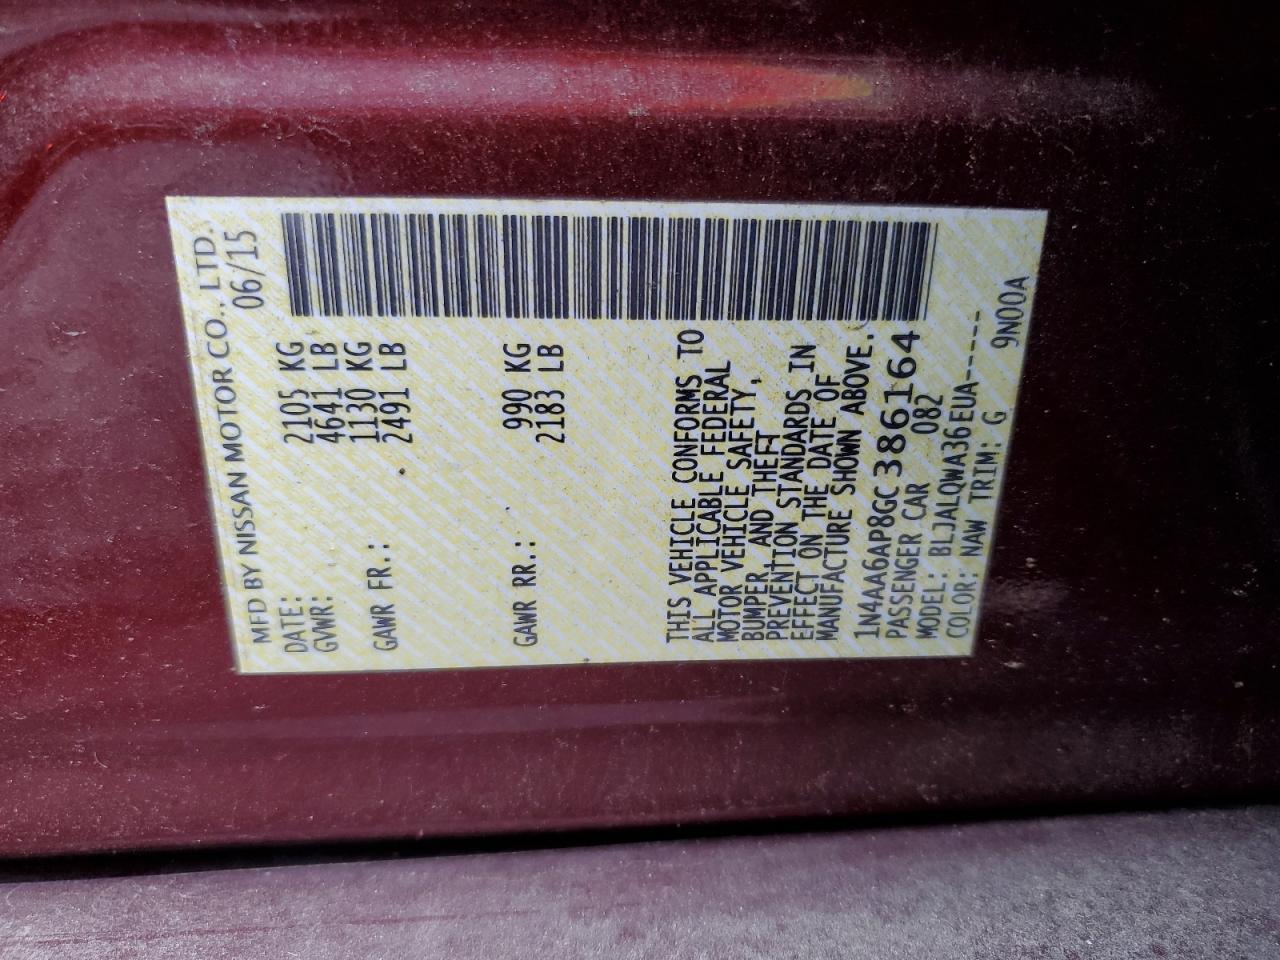 MFD BY NISSAN MOTOR CO., LTD.
DATE: 06/15
GVWR: 2105 KG
4641 LB
GAWR FR.: 1130 KG
2491 LB
GAWR RR.: 990 KG
2183 LB
THIS VEHICLE CONFORMS TO
ALL APPLICABLE FEDERAL
MOTOR VEHICLE SAFETY,
BUMPER, AND THEFT
PREVENTION STANDARDS IN
EFFECT ON THE DATE OF
MANUFACTURE SHOWN ABOVE.
1N4AA6AP8GC386164
PASSENGER CAR 082
MODEL: BLJALQWA36EUA-----
COLOR: NAW TRIM: G 9N00A